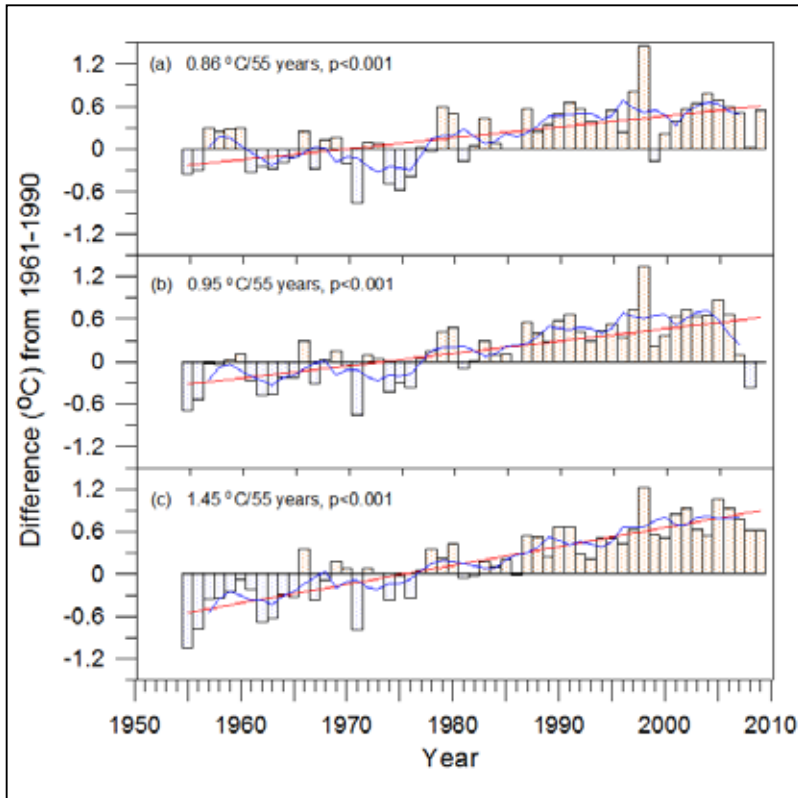 1.2
(a) 0.86 ºC/55 years, p<0.001
0.6
0
-0.6
-1.2
1.2
(b) 0.95 ºC/55 years, p<0.001
0.6
0
-0.6
-1.2
1.2
(c) 1.45 ºC/55 years, p<0.001
0.6
0
-0.6
-1.2
Difference (ºC) from 1961-1990
1950 1960 1970 1980 1990 2000 2010
Year